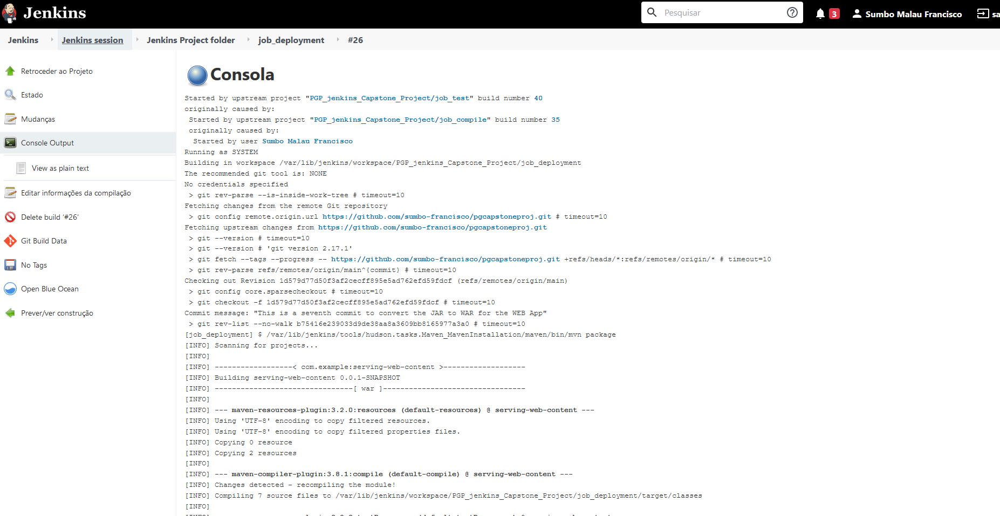 Jenkins
Pesquisar
3
Sumbo Malau Francisco
sa
Jenkins
Jenkins session
Jenkins Project folder
job_deployment
#26
Retroceder ao Projeto
Estado
Mudanças
Console Output
View as plain text
Editar informações da compilação
Delete build ‘#26’
Git Build Data
No Tags
Open Blue Ocean
Prever/ver construção
Consola
Started by upstream project "PGP_jenkins_Capstone_Project/job_test" build number 40
originally caused by:
Started by upstream project "PGP_jenkins_Capstone_Project/job_compile" build number 35
originally caused by:
Started by user Sumbo Malau Francisco
Running as SYSTEM
Building in workspace /var/lib/jenkins/workspace/PGP_jenkins_Capstone_Project/job_deployment
The recommended git tool is: NONE
No credentials specified
> git rev-parse --is-inside-work-tree # timeout=10
Fetching changes from the remote Git repository
> git config remote.origin.url https://github.com/sumbo-francisco/pgcapstoneproj.git # timeout=10
Fetching upstream changes from https://github.com/sumbo-francisco/pgcapstoneproj.git
> git --version # timeout=10
> git --version # 'git version 2.17.1'
> git fetch --tags --progress -- https://github.com/sumbo-francisco/pgcapstoneproj.git +refs/heads/*:refs/remotes/origin/* # timeout=10
> git rev-parse refs/remotes/origin/main^{commit} # timeout=10
Checking out Revision 1d579d77d50f3af2cecff895e5ad762efd59fdcf (refs/remotes/origin/main)
> git config core.sparsecheckout # timeout=10
> git checkout -f 1d579d77d50f3af2cecff895e5ad762efd59fdcf # timeout=10
Commit message: "This is a seventh commit to convert the JAR to WAR for the WEB App"
> git rev-list --no-walk b75416e239033d9de38aa8a3609bb8165977a3a0 # timeout=10
[job_deployment] $ /var/lib/jenkins/tools/hudson.tasks.Maven_MavenInstallation/maven/bin/mvn package
[INFO] Scanning for projects...
[INFO]
[INFO] ------------------< com.example:serving-web-content >-------------------
[INFO] Building serving-web-content 0.0.1-SNAPSHOT
[INFO] --------------------------------[ war ]---------------------------------
[INFO]
[INFO] --- maven-resources-plugin:3.2.0:resources (default-resources) @ serving-web-content ---
[INFO] Using 'UTF-8' encoding to copy filtered resources.
[INFO] Using 'UTF-8' encoding to copy filtered properties files.
[INFO] Copying 0 resource
[INFO] Copying 2 resources
[INFO]
[INFO] --- maven-compiler-plugin:3.8.1:compile (default-compile) @ serving-web-content ---
[INFO] Changes detected - recompiling the module!
[INFO] Compiling 7 source files to /var/lib/jenkins/workspace/PGP_jenkins_Capstone_Project/job_deployment/target/classes
[INFO]